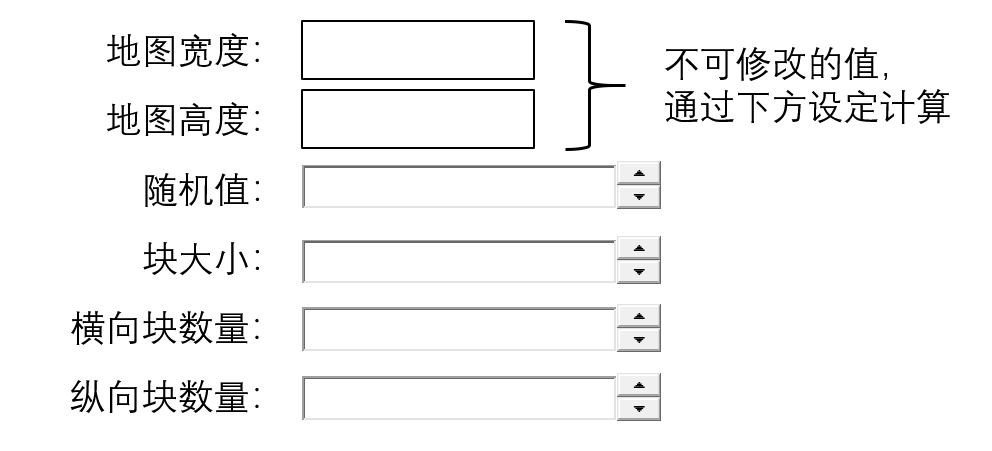 地图宽度：
不可修改的值，
通过下方设定计算
地图高度：
随机值：
块大小：
横向块数量：
纵向块数量：